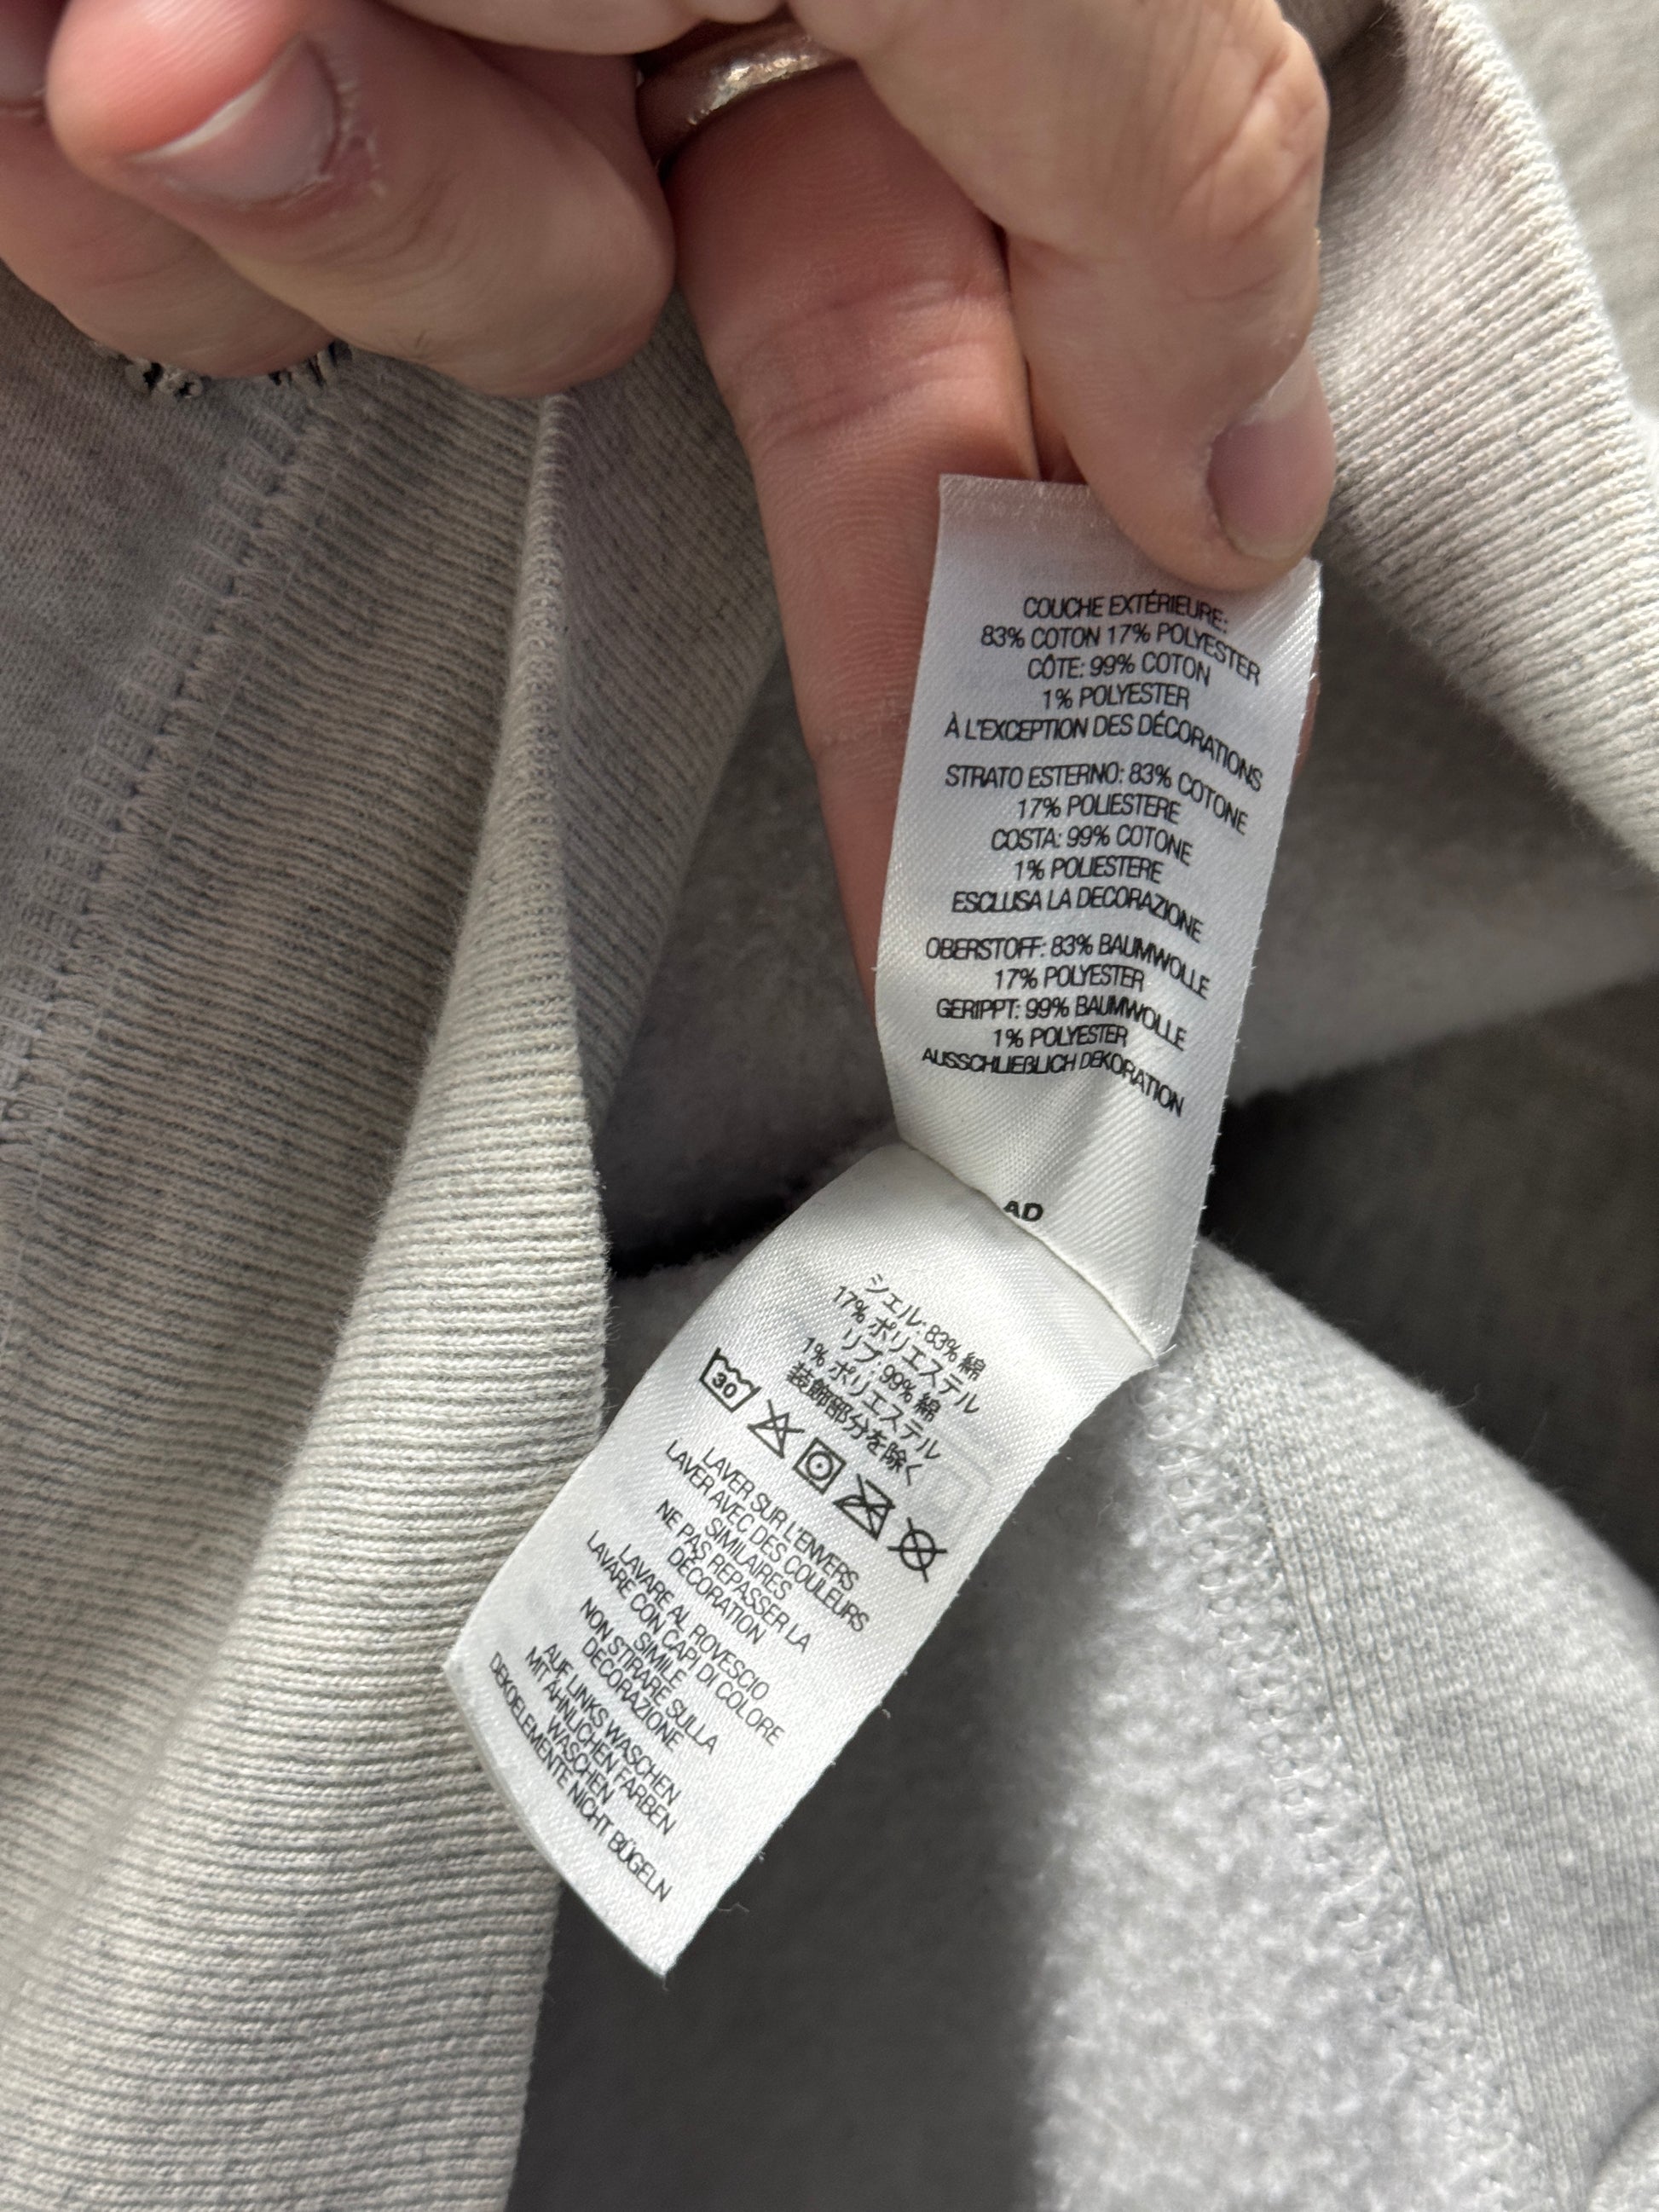 COUCHE EXTÉRIEURE:
83% COTON 17% POLYESTER
CÔTE: 99% COTON
1% POLYESTER
À L'EXCEPTION DES DÉCORATIONS
STRATO ESTERNO: 83% COTONE
17% POLIESTERE
COSTA: 99% COTONE
1% POLIESTERE
ESCLUSA LA DECORAZIONE
OBERSTOFF: 83% BAUMWOLLE
17% POLYESTER
GERIPPT: 99% BAUMWOLLE
1% POLYESTER
AUSSCHLIEßLICH DEKORATION
AD
シェル: 83% 綿
17% ポリエステル
リブ: 99% 綿
1% ポリエステル
装飾部分を除く
30
LAVER SUR L'ENVERS
LAVER AVEC DES COULEURS
SIMILAIRES
NE PAS REPASSER LA
DÉCORATION
LAVARE AL ROVESCIO
LAVARE CON CAPI DI COLORE
SIMILE
NON STIRARE SULLA
DECORAZIONE
AUF LINKS WASCHEN
MIT ÄHNLICHEN FARBEN
WASCHEN
DEKOELEMENTE NICHT BÜGELN